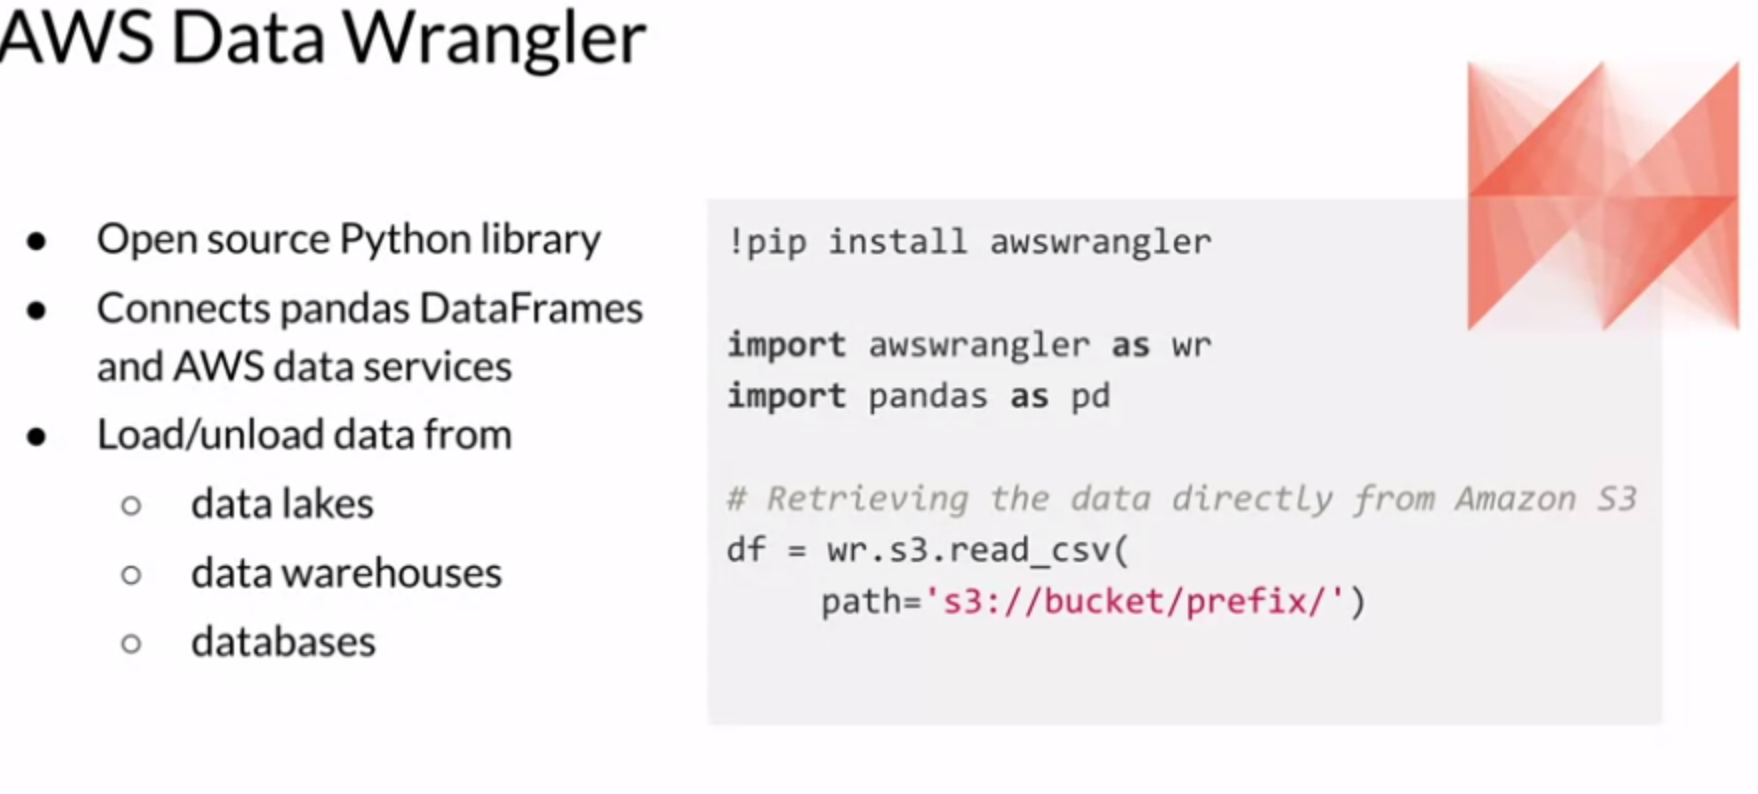 AWS Data Wrangler
● Open source Python library
● Connects pandas DataFrames
and AWS data services
● Load/unload data from
○ data lakes
○ data warehouses
○ databases
!pip install awswrangler
import awswrangler as wr
import pandas as pd
# Retrieving the data directly from Amazon S3
df = wr.s3.read_csv(
path='s3://bucket/prefix/')